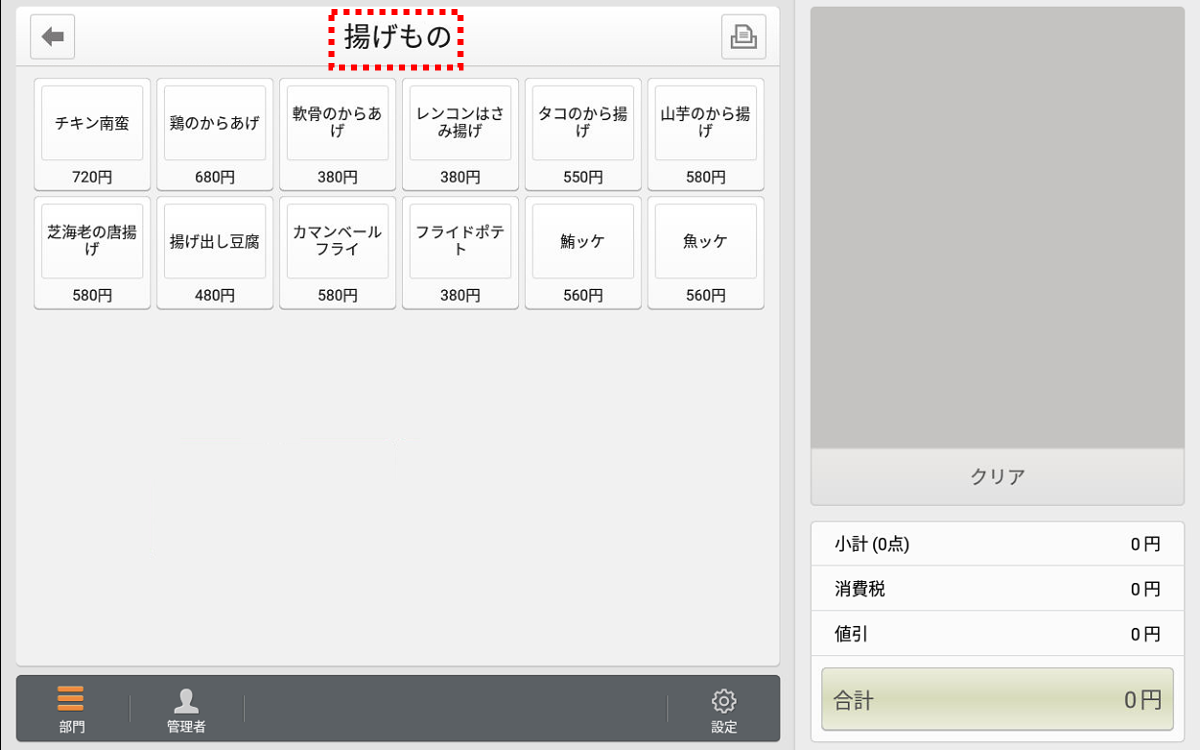 揚げもの
チキン南蛮
720円
鶏のからあげ
680円
軟骨のからあ
げ
380円
レンコンはさ
み揚げ
380円
タコのから揚
げ
550円
山芋のから揚
げ
580円
芝海老の唐揚
げ
580円
揚げ出し豆腐
480円
カマンベール
フライ
580円
フライドポテ
ト
380円
鮪ッケ
560円
魚ッケ
560円
クリア
小計 (0点) 0 円
消費税 0 円
値引 0 円
合計 0 円
部門
管理者
設定